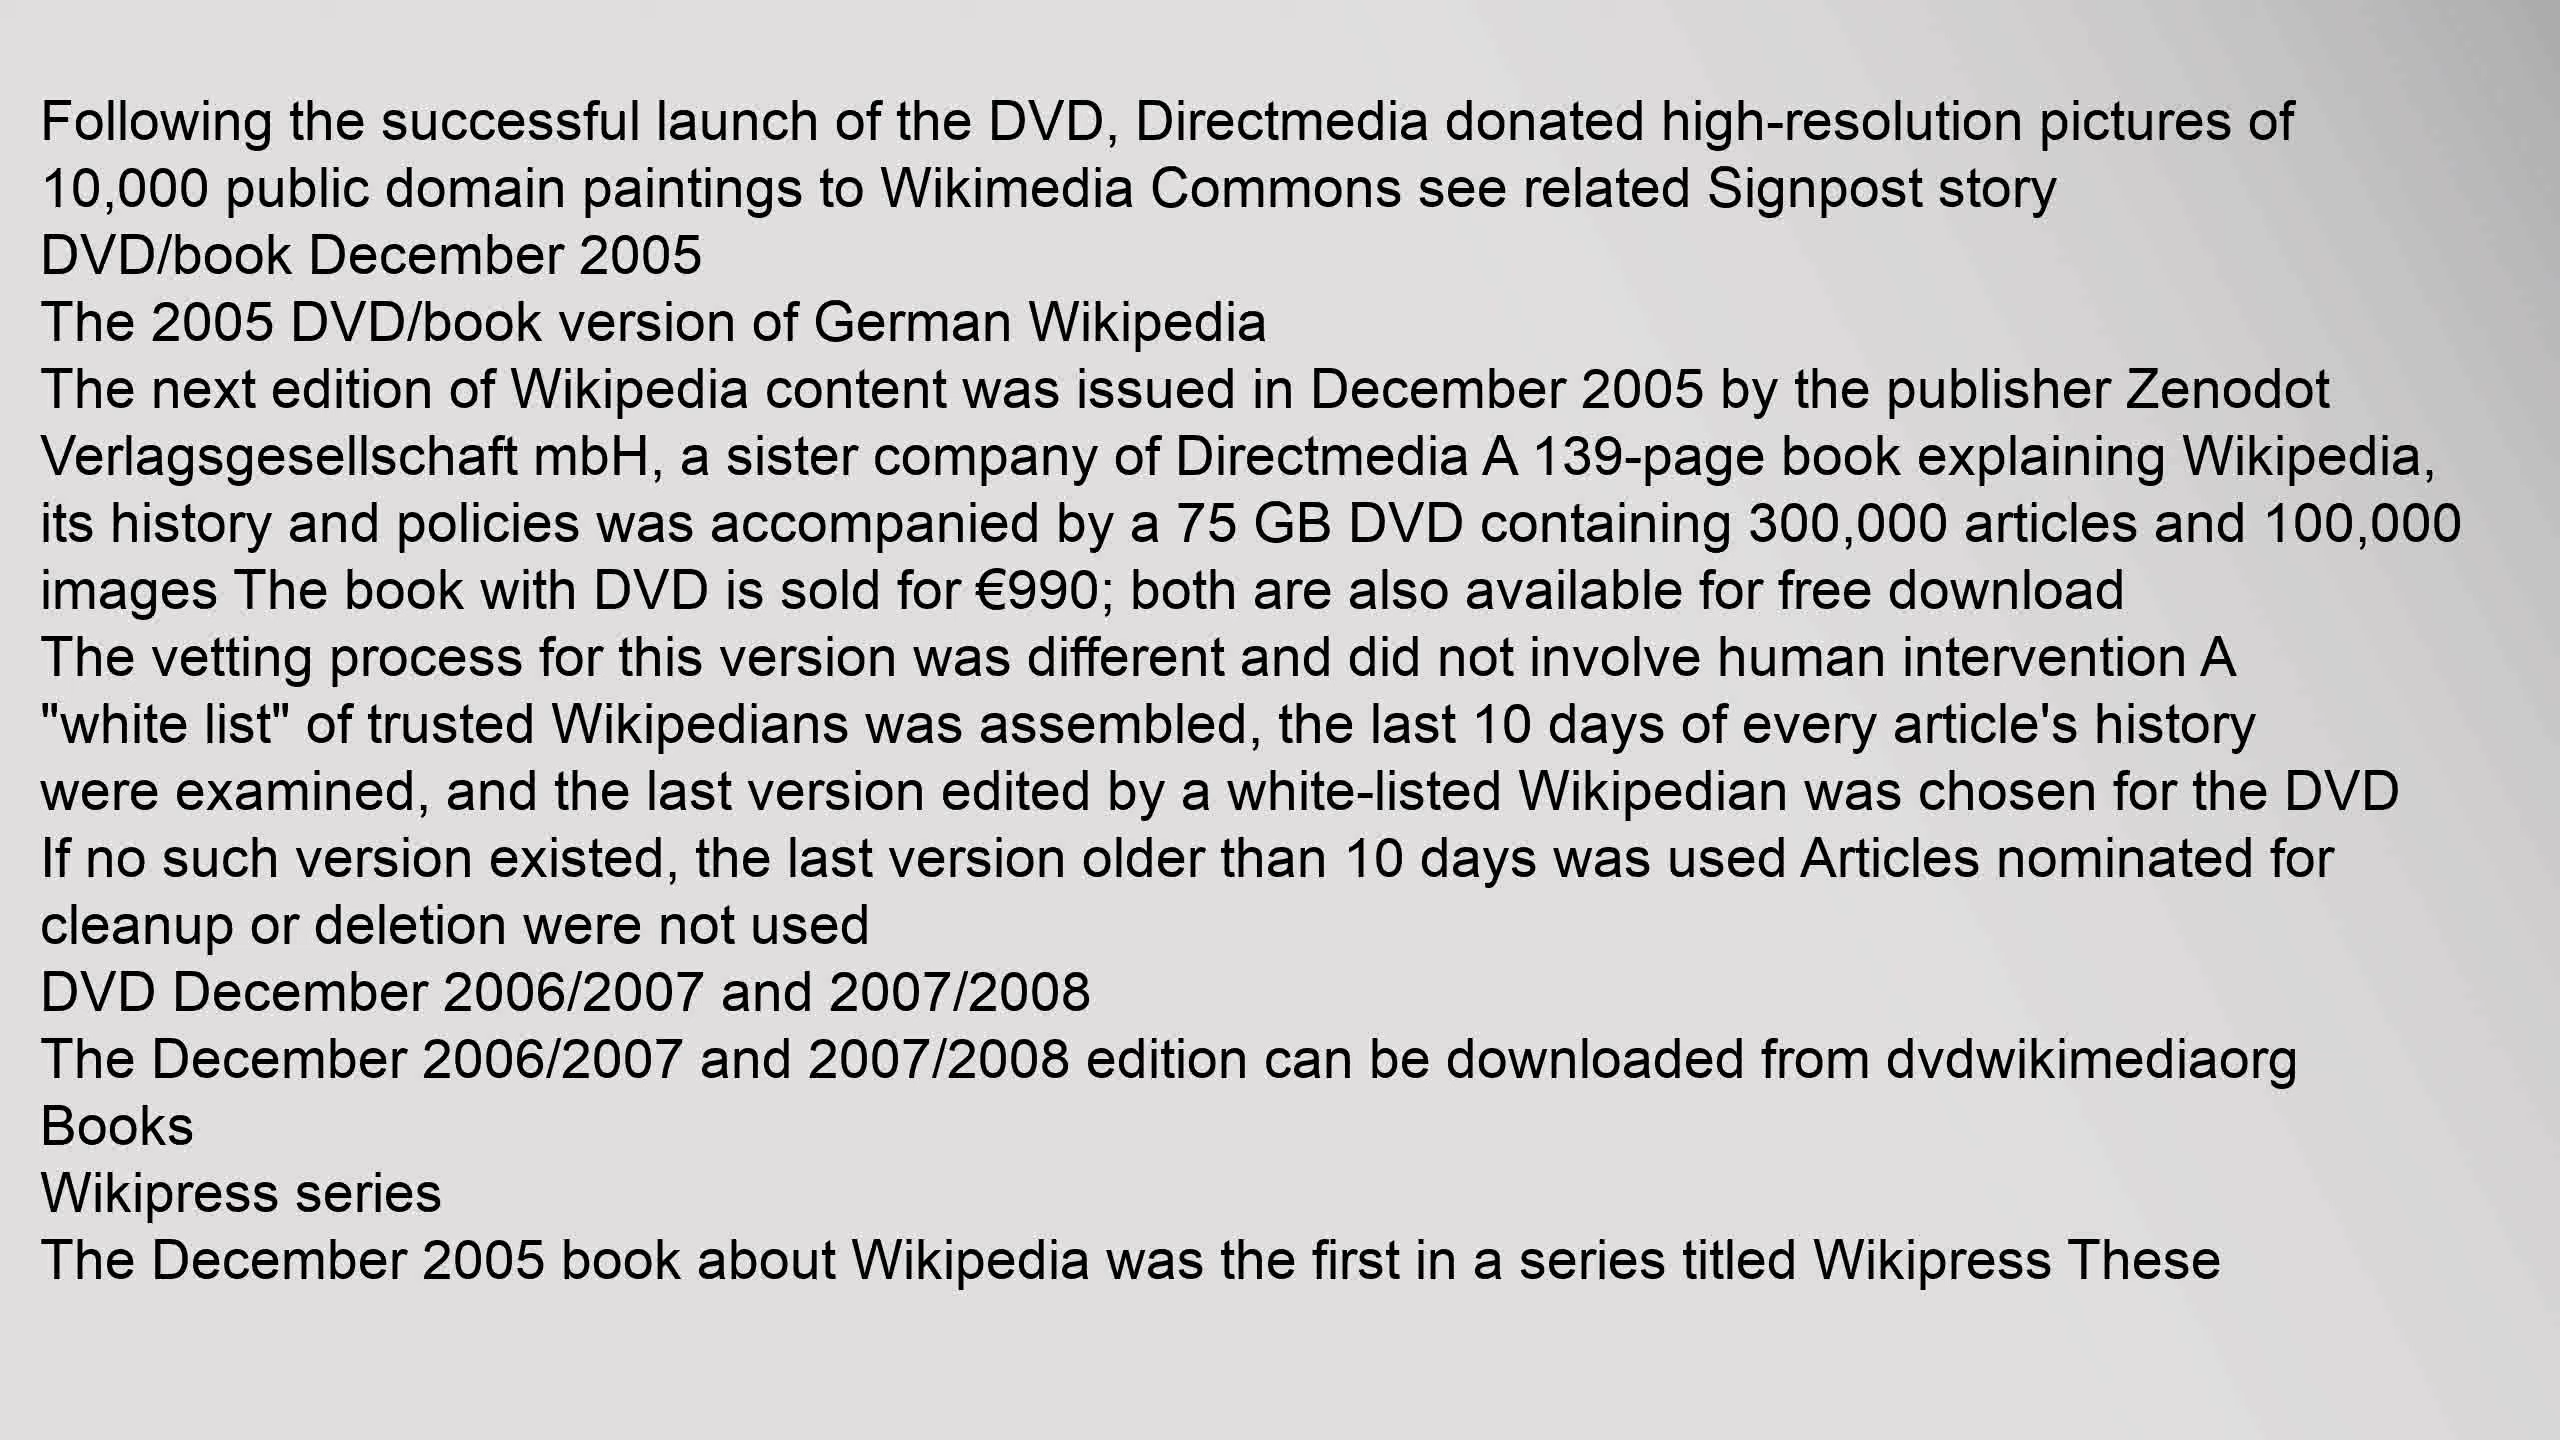 Following the successful launch of the DVD, Directmedia donated high-resolution pictures of
10,000 public domain paintings to Wikimedia Commons see related Signpost story
DVD/book December 2005
The 2005 DVD/book version of German Wikipedia
The next edition of Wikipedia content was issued in December 2005 by the publisher Zenodot
Verlagsgesellschaft mbH, a sister company of Directmedia A 139-page book explaining Wikipedia,
its history and policies was accompanied by a 75 GB DVD containing 300,000 articles and 100,000
images The book with DVD is sold for €990; both are also available for free download
The vetting process for this version was different and did not involve human intervention A
"white list" of trusted Wikipedians was assembled, the last 10 days of every article's history
were examined, and the last version edited by a white-listed Wikipedian was chosen for the DVD
If no such version existed, the last version older than 10 days was used Articles nominated for
cleanup or deletion were not used
DVD December 2006/2007 and 2007/2008
The December 2006/2007 and 2007/2008 edition can be downloaded from dvdwikimediaorg
Books
Wikipress series
The December 2005 book about Wikipedia was the first in a series titled Wikipress These